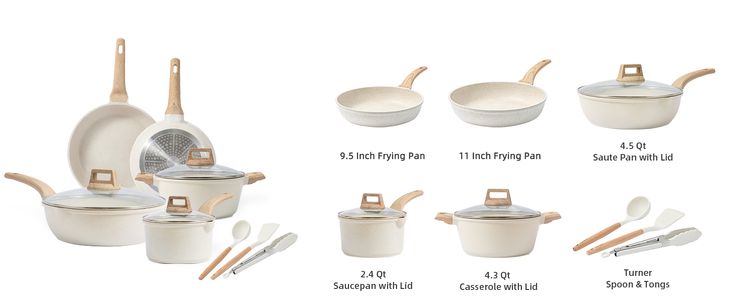 9.5 Inch Frying Pan
11 Inch Frying Pan
4.5 Qt
Saute Pan with Lid
2.4 Qt
Saucepan with Lid
4.3 Qt
Casserole with Lid
Turner
Spoon & Tongs